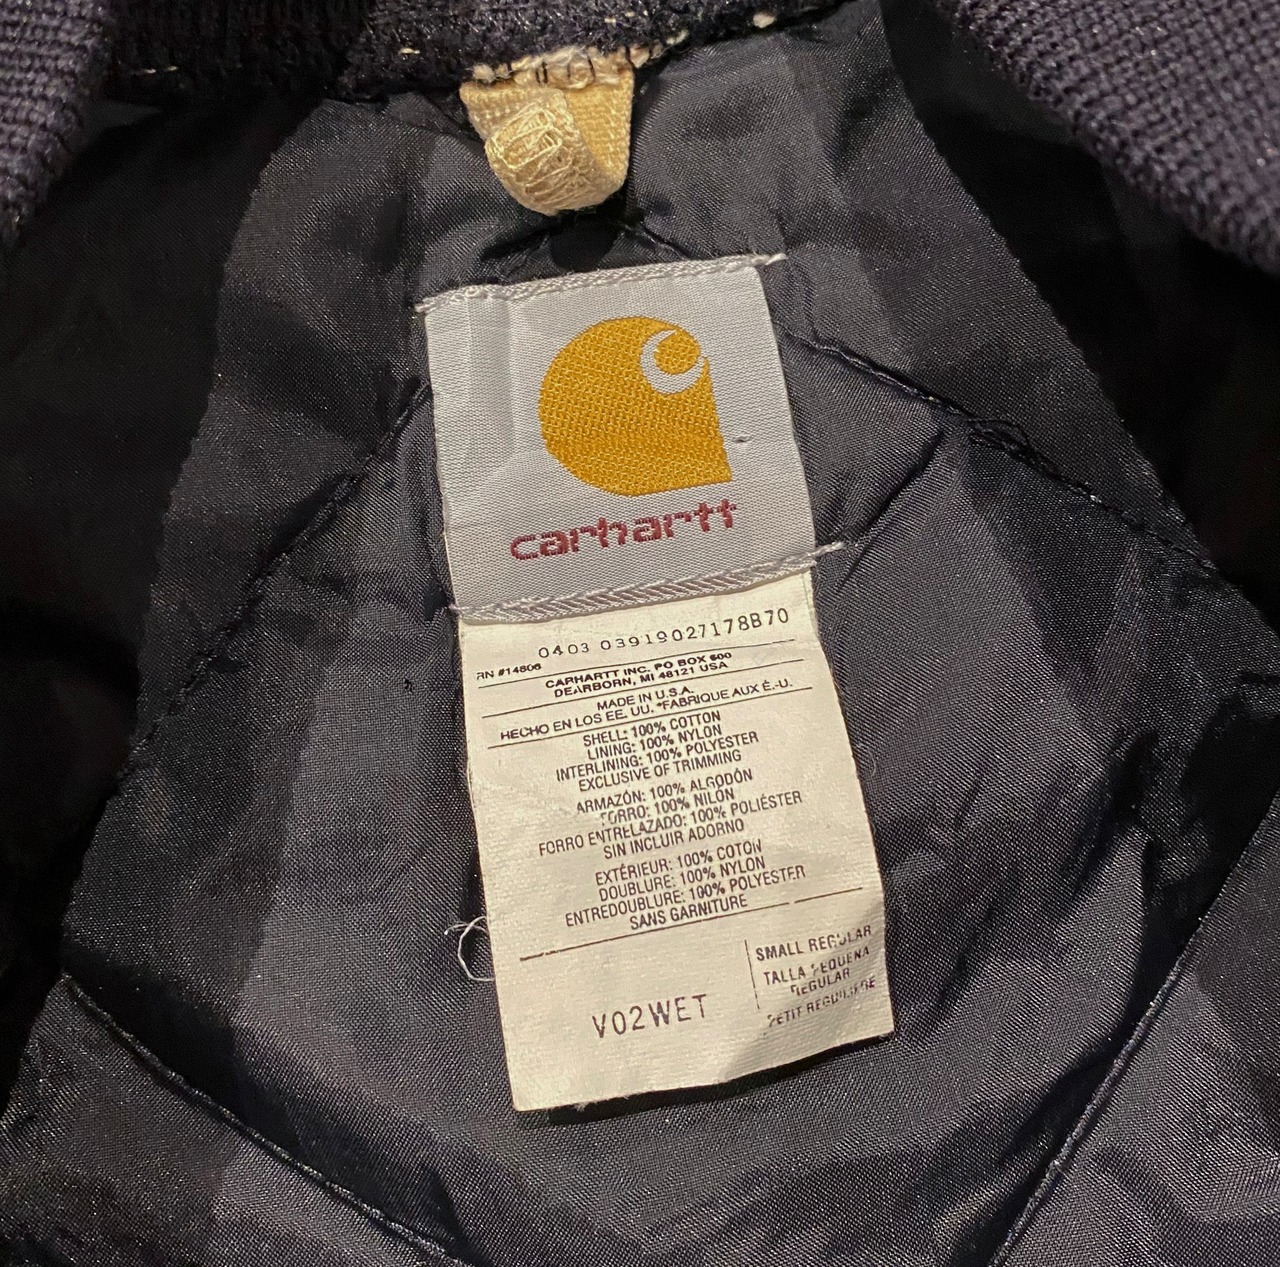 carhartt
0403 03919027178B70
RN #14806
CARHARTT INC. PO BOX 600
DEARBORN, MI 48121 USA
MADE IN U.S.A.
HECHO EN LOS EE. UU. *FABRIQUE AUX É.-U.
SHELL: 100% COTTON
LINING: 100% NYLON
INTERLINING: 100% POLYESTER
EXCLUSIVE OF TRIMMING
ARMAZÓN: 100% ALGODÓN
FORRO: 100% NILÓN
FORRO ENTRELAZADO: 100% POLIÉSTER
SIN INCLUIR ADORNO
EXTÉRIEUR: 100% COTON
DOUBLURE: 100% NYLON
ENTREDOUBLURE: 100% POLYESTER
SANS GARNITURE
V02WET
SMALL REGULAR
TALLA PEQUENA
REGULAR
PETIT REGULIERE